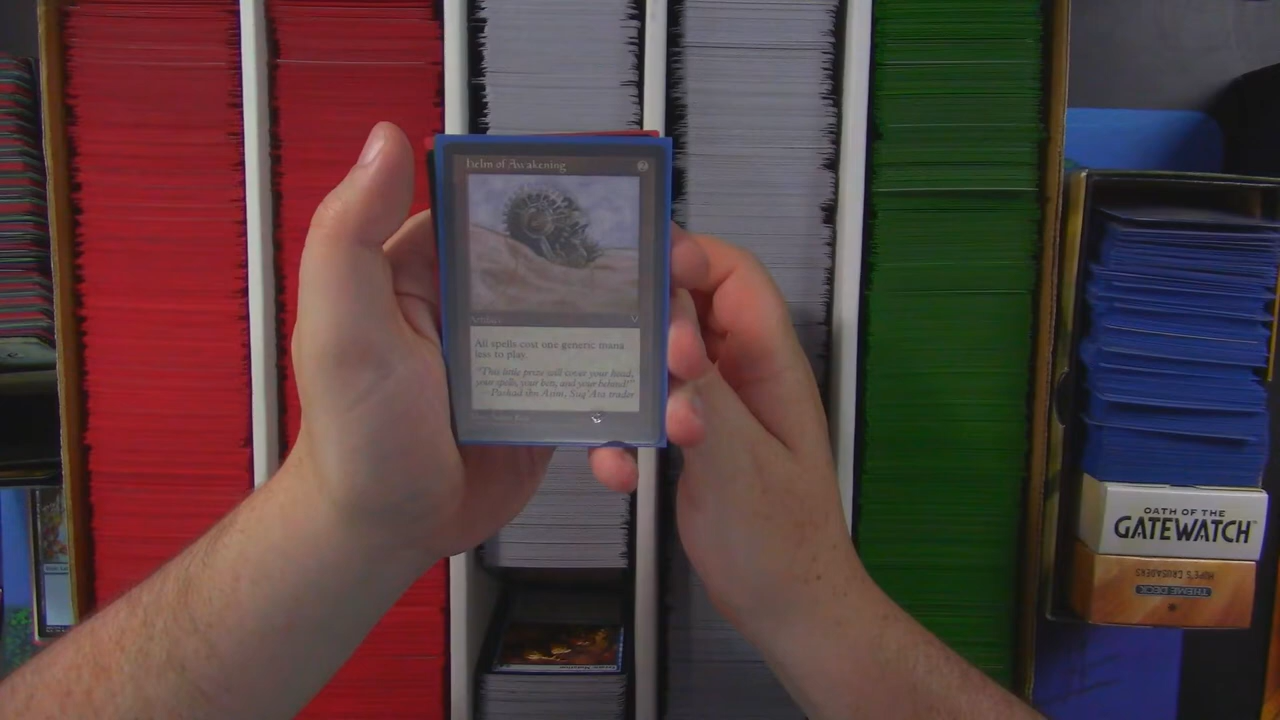 Helm of Awakening
2
Artifact
All spells cost one generic mana
less to play.
"This little prize will cover your head,
your spells, your bets, and your behind!"
—Pashad ibn Asim, Suq'Ata trader
OATH OF THE
GATEWATCH
THEME DECK